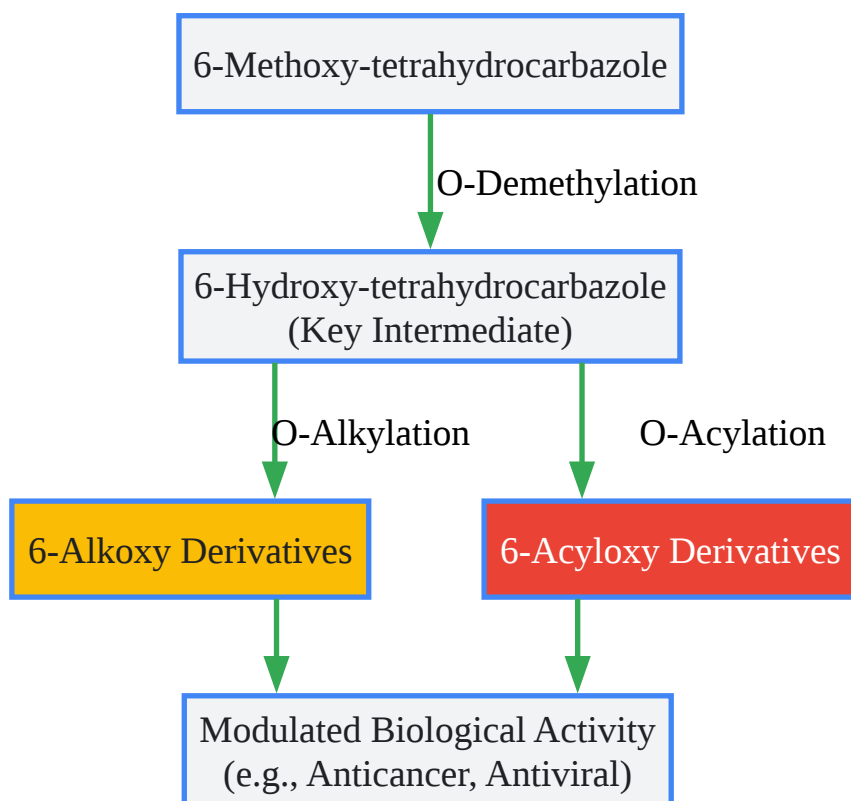 6-Methoxy-tetrahydrocarbazole
O-Demethylation
6-Hydroxy-tetrahydrocarbazole
(Key Intermediate)
O-Alkylation
O-Acylation
6-Alkoxy Derivatives
6-Acyloxy Derivatives
Modulated Biological Activity
(e.g., Anticancer, Antiviral)